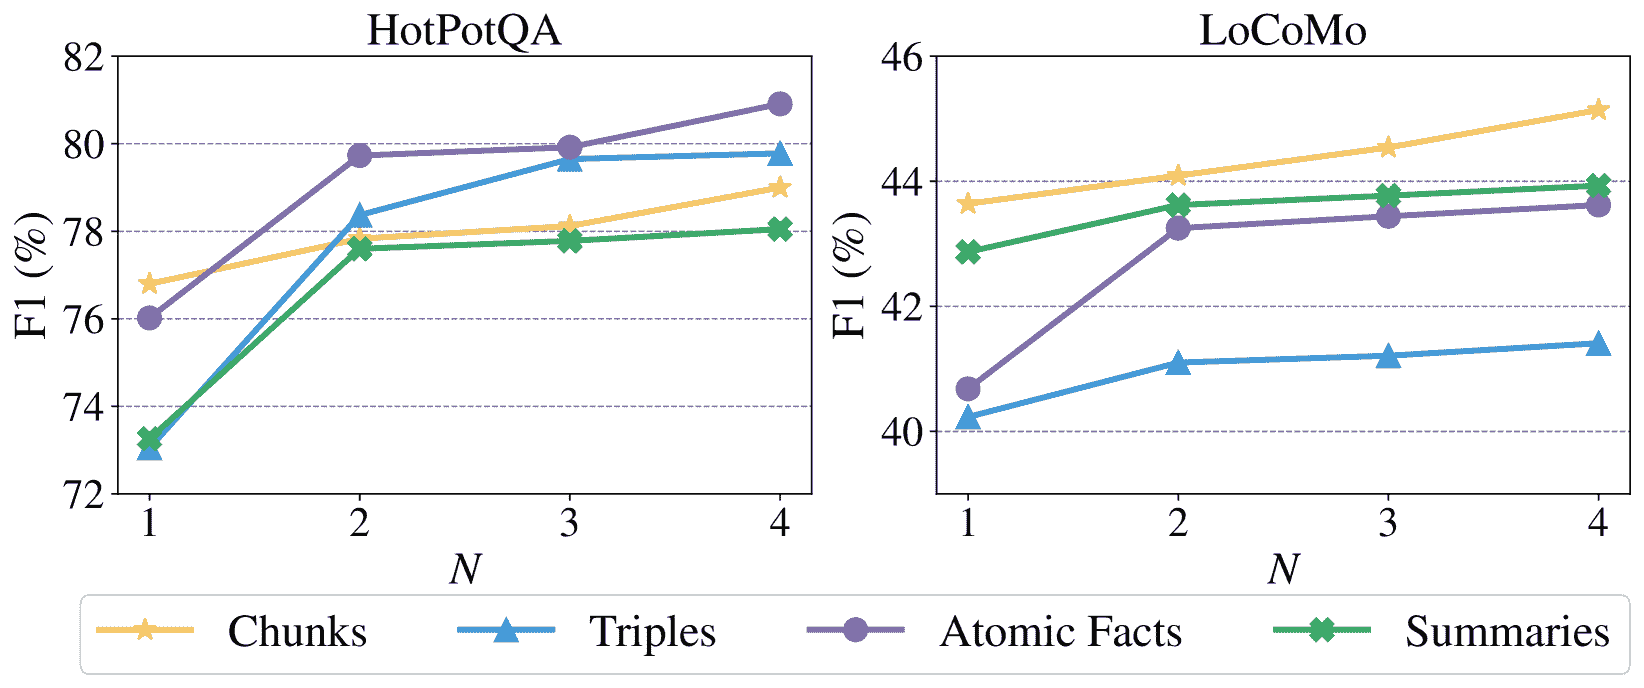 HotPotQA
82
80
78
76
74
72
F1 (%)
1 2 3 4
N
LoCoMo
46
44
42
40
F1 (%)
1 2 3 4
N
Chunks Triples Atomic Facts Summaries